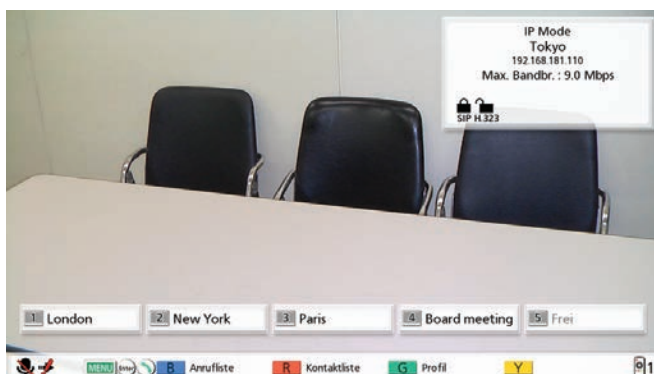 IP Mode
Tokyo
192.168.181.110
Max. Bandbr. : 9.0 Mbps
SIP H.323
1 London
2 New York
3 Paris
4 Board meeting
5 Frei
MENU Enter B Anrufliste R Kontaktliste G Profil Y 1